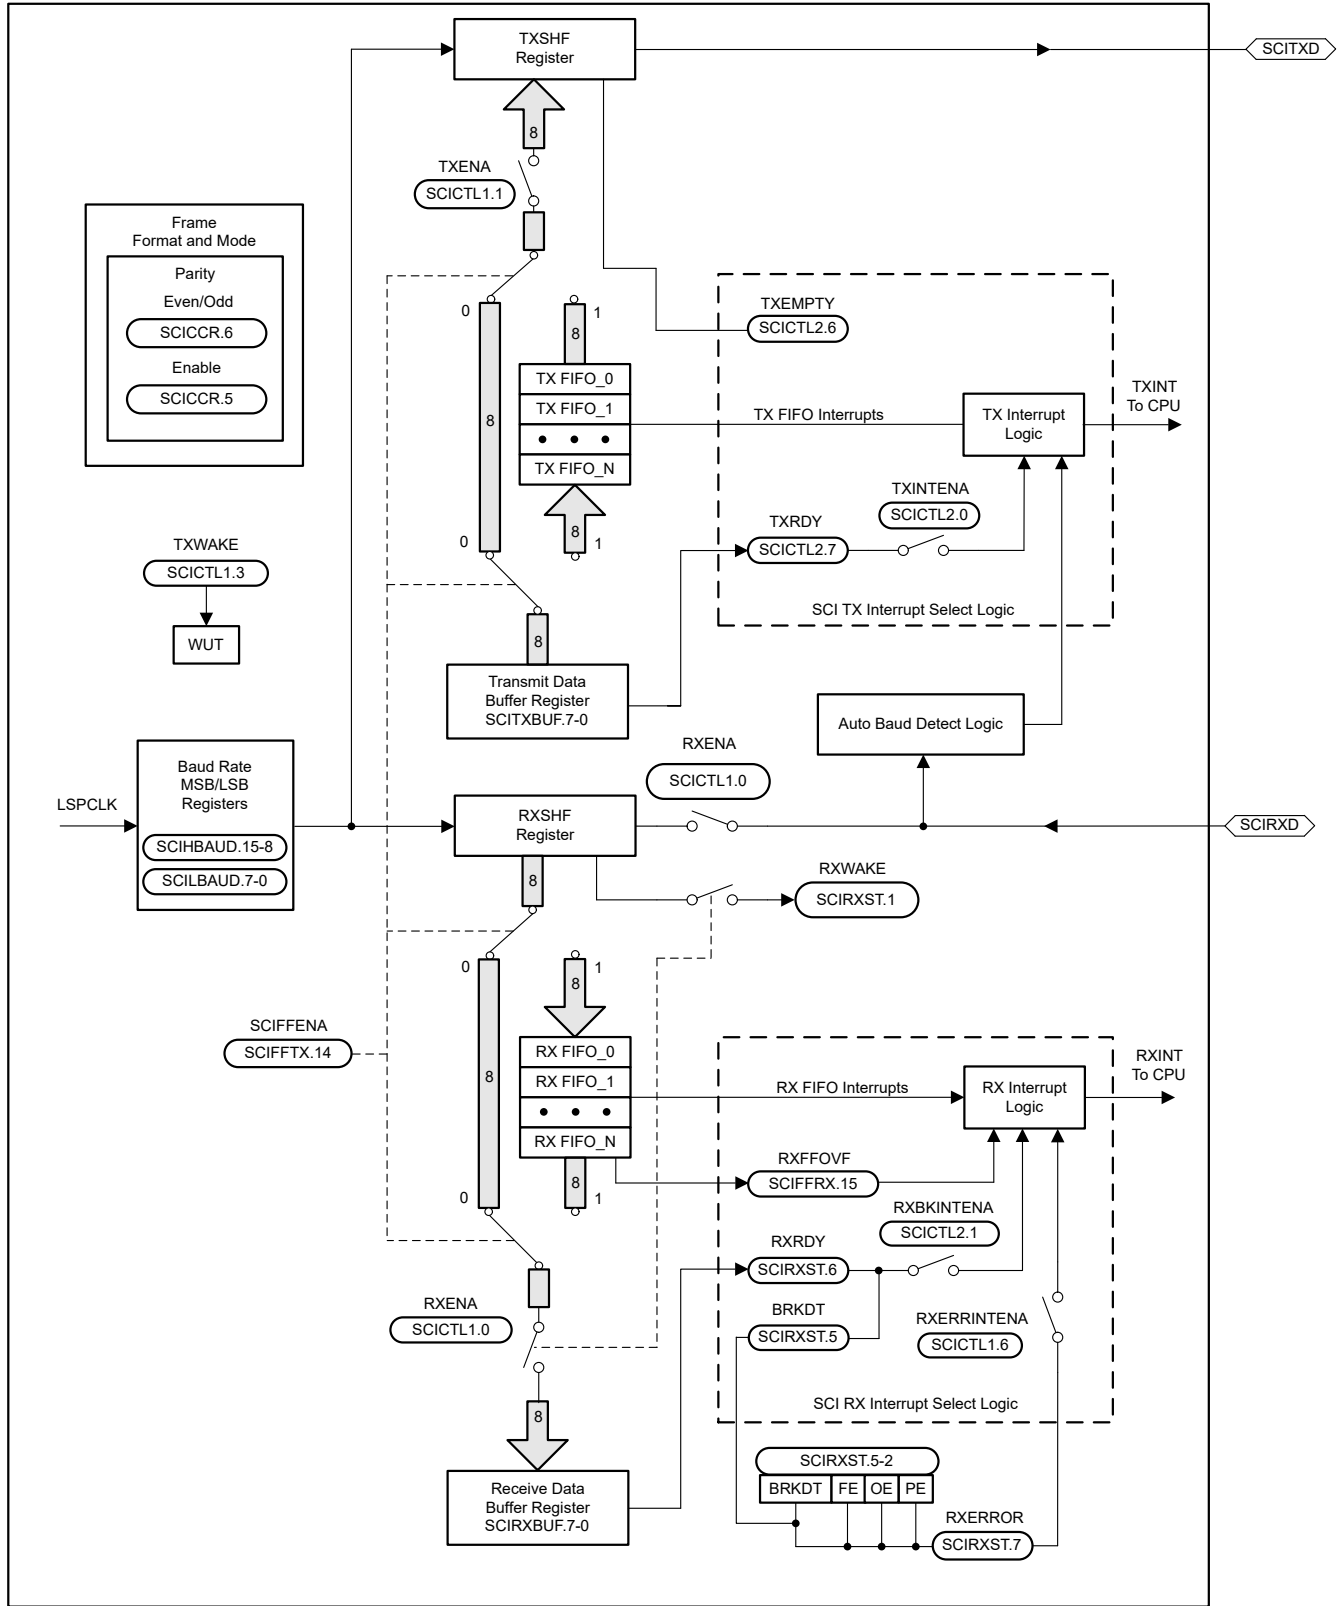 TXSHF
Register
SCITXD
8
TXENA
SCICTL1.1
Frame
Format and Mode
Parity
Even/Odd
SCICCR.6
Enable
SCICCR.5
0
1
8
TXEMPTY
SCICTL2.6
TX FIFO_0
TX FIFO_1
TX FIFO_N
8
TX FIFO Interrupts
TX Interrupt
Logic
TXINT
To CPU
8
0
1
TXINTENA
SCICTL2.0
TXRDY
SCICTL2.7
SCI TX Interrupt Select Logic
TXWAKE
SCICTL1.3
WUT
8
Transmit Data
Buffer Register
SCITXBUF.7-0
Auto Baud Detect Logic
RXENA
SCICTL1.0
LSPCLK
Baud Rate
MSB/LSB
Registers
SCIHBAUD.15-8
SCILBAUD.7-0
RXSHF
Register
SCIRXD
8
RXWAKE
SCIRXST.1
0
1
8
SCIFFENA
SCIFFTX.14
RX FIFO_0
RX FIFO_1
RX FIFO_N
8
RX FIFO Interrupts
RX Interrupt
Logic
RXINT
To CPU
8
0
1
RXFFOVF
SCIFFRX.15
RXBKINTENA
SCICTL2.1
RXRDY
SCIRXST.6
BRKDT
SCIRXST.5
RXERRINTENA
SCICTL1.6
SCI RX Interrupt Select Logic
RXENA
SCICTL1.0
8
Receive Data
Buffer Register
SCIRXBUF.7-0
SCIRXST.5-2
BRKDT FE OE PE
RXERROR
SCIRXST.7